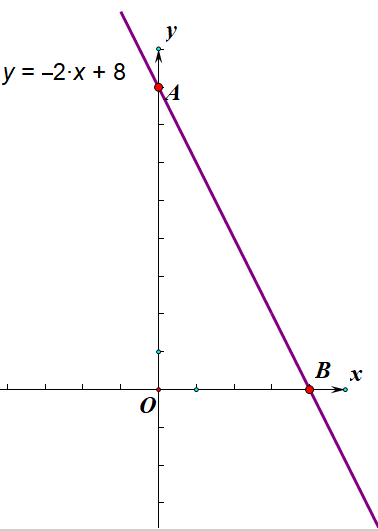 y
y = −2·x + 8
A
B
x
O